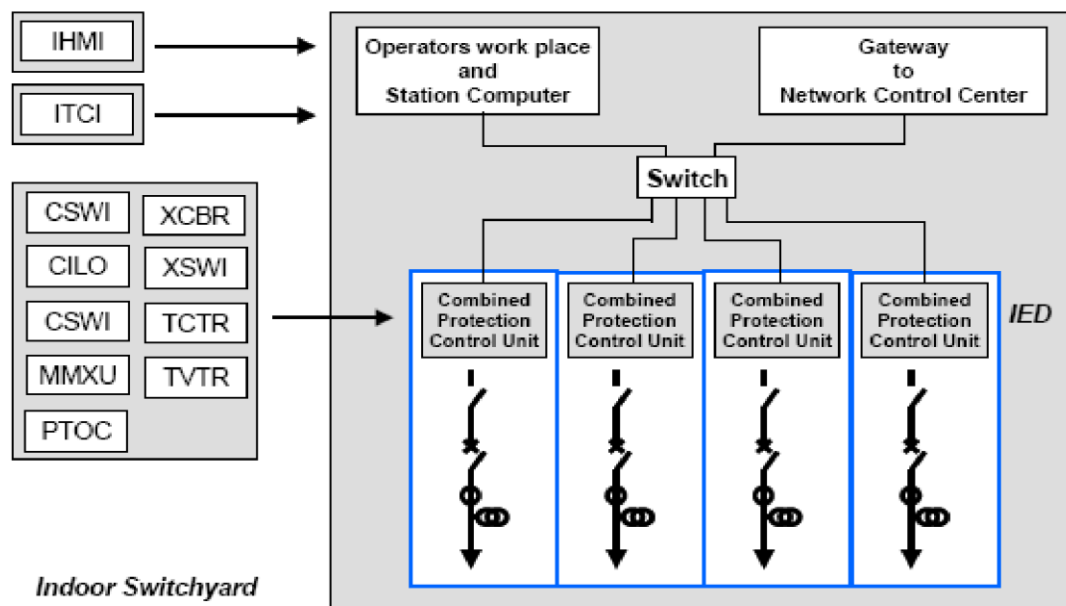 IHMI
ITCI
Operators work place
and
Station Computer
Gateway
to
Network Control Center
Switch
CSWI
XCBR
CILO
XSWI
CSWI
TCTR
MMXU
TVTR
PTOC
Combined
Protection
Control Unit
Combined
Protection
Control Unit
Combined
Protection
Control Unit
Combined
Protection
Control Unit
IED
Indoor Switchyard